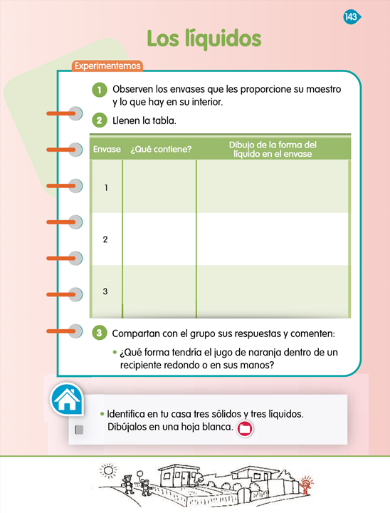 143
Los líquidos
Experimentemos
1 Observen los envases que les proporcione su maestro
y lo que hay en su interior.
2 Llenen la tabla.
Envase ¿Qué contiene? Dibujo de la forma del
líquido en el envase
1
2
3
3 Compartan con el grupo sus respuestas y comenten:
• ¿Qué forma tendría el jugo de naranja dentro de un
recipiente redondo o en sus manos?
• Identifica en tu casa tres sólidos y tres líquidos.
Dibújalos en una hoja blanca.